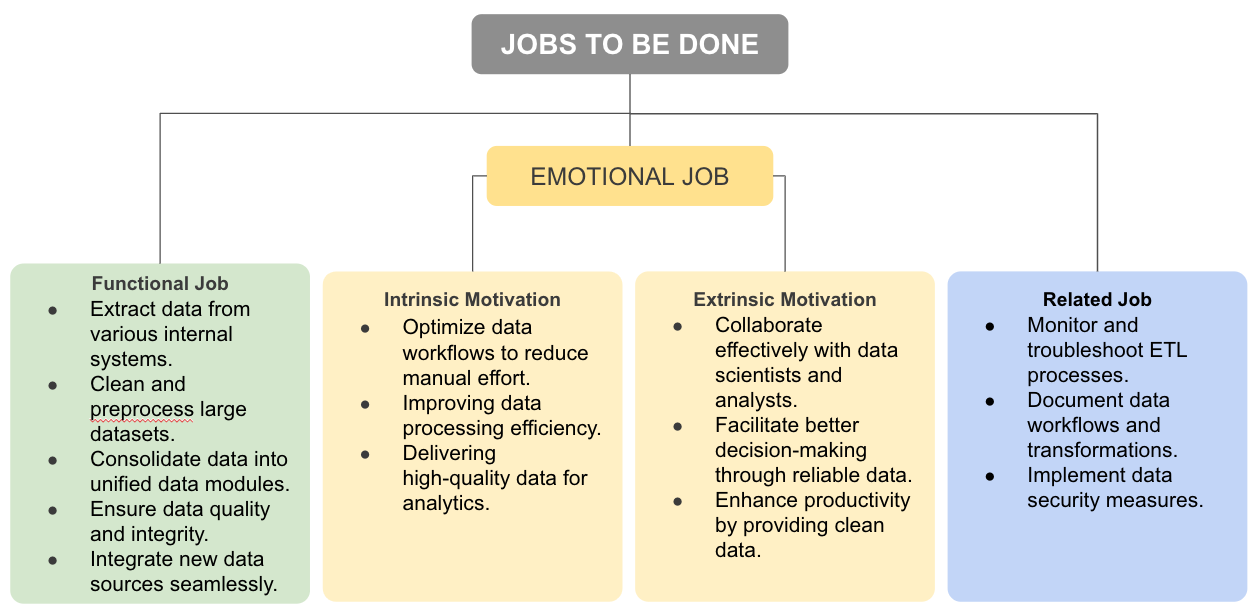 JOBS TO BE DONE
EMOTIONAL JOB
Functional Job
● Extract data from
various internal
systems.
● Clean and
preprocess large
datasets.
● Consolidate data into
unified data modules.
● Ensure data quality
and integrity.
● Integrate new data
sources seamlessly.
Intrinsic Motivation
● Optimize data
workflows to reduce
manual effort.
● Improving data
processing efficiency.
● Delivering
high-quality data for
analytics.
Extrinsic Motivation
● Collaborate
effectively with data
scientists and
analysts.
● Facilitate better
decision-making
through reliable data.
● Enhance productivity
by providing clean
data.
Related Job
● Monitor and
troubleshoot ETL
processes.
● Document data
workflows and
transformations.
● Implement data
security measures.